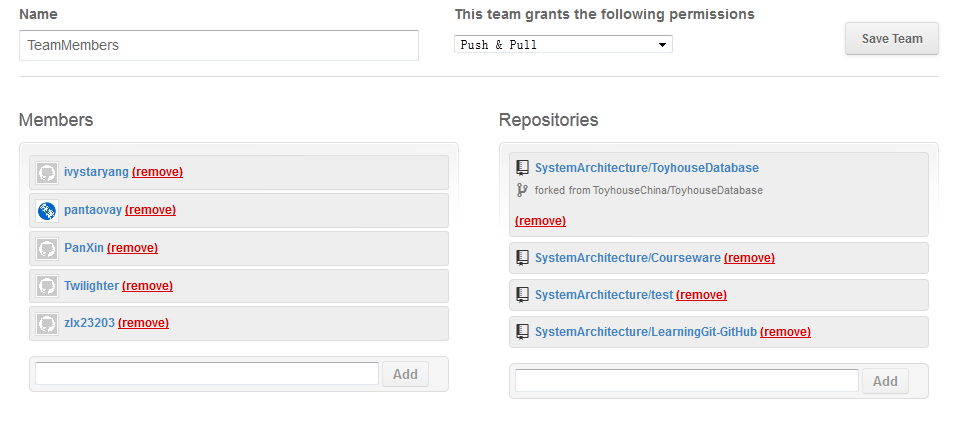 Name
This team grants the following permissions
TeamMembers
Push & Pull
Save Team
Members
ivystaryang (remove)
pantaovay (remove)
PanXin (remove)
Twilighter (remove)
zlx23203 (remove)
Add
Repositories
SystemArchitecture/ToyhouseDatabase
forked from ToyhouseChina/ToyhouseDatabase
(remove)
SystemArchitecture/Courseware (remove)
SystemArchitecture/test (remove)
SystemArchitecture/LearningGit-GitHub (remove)
Add